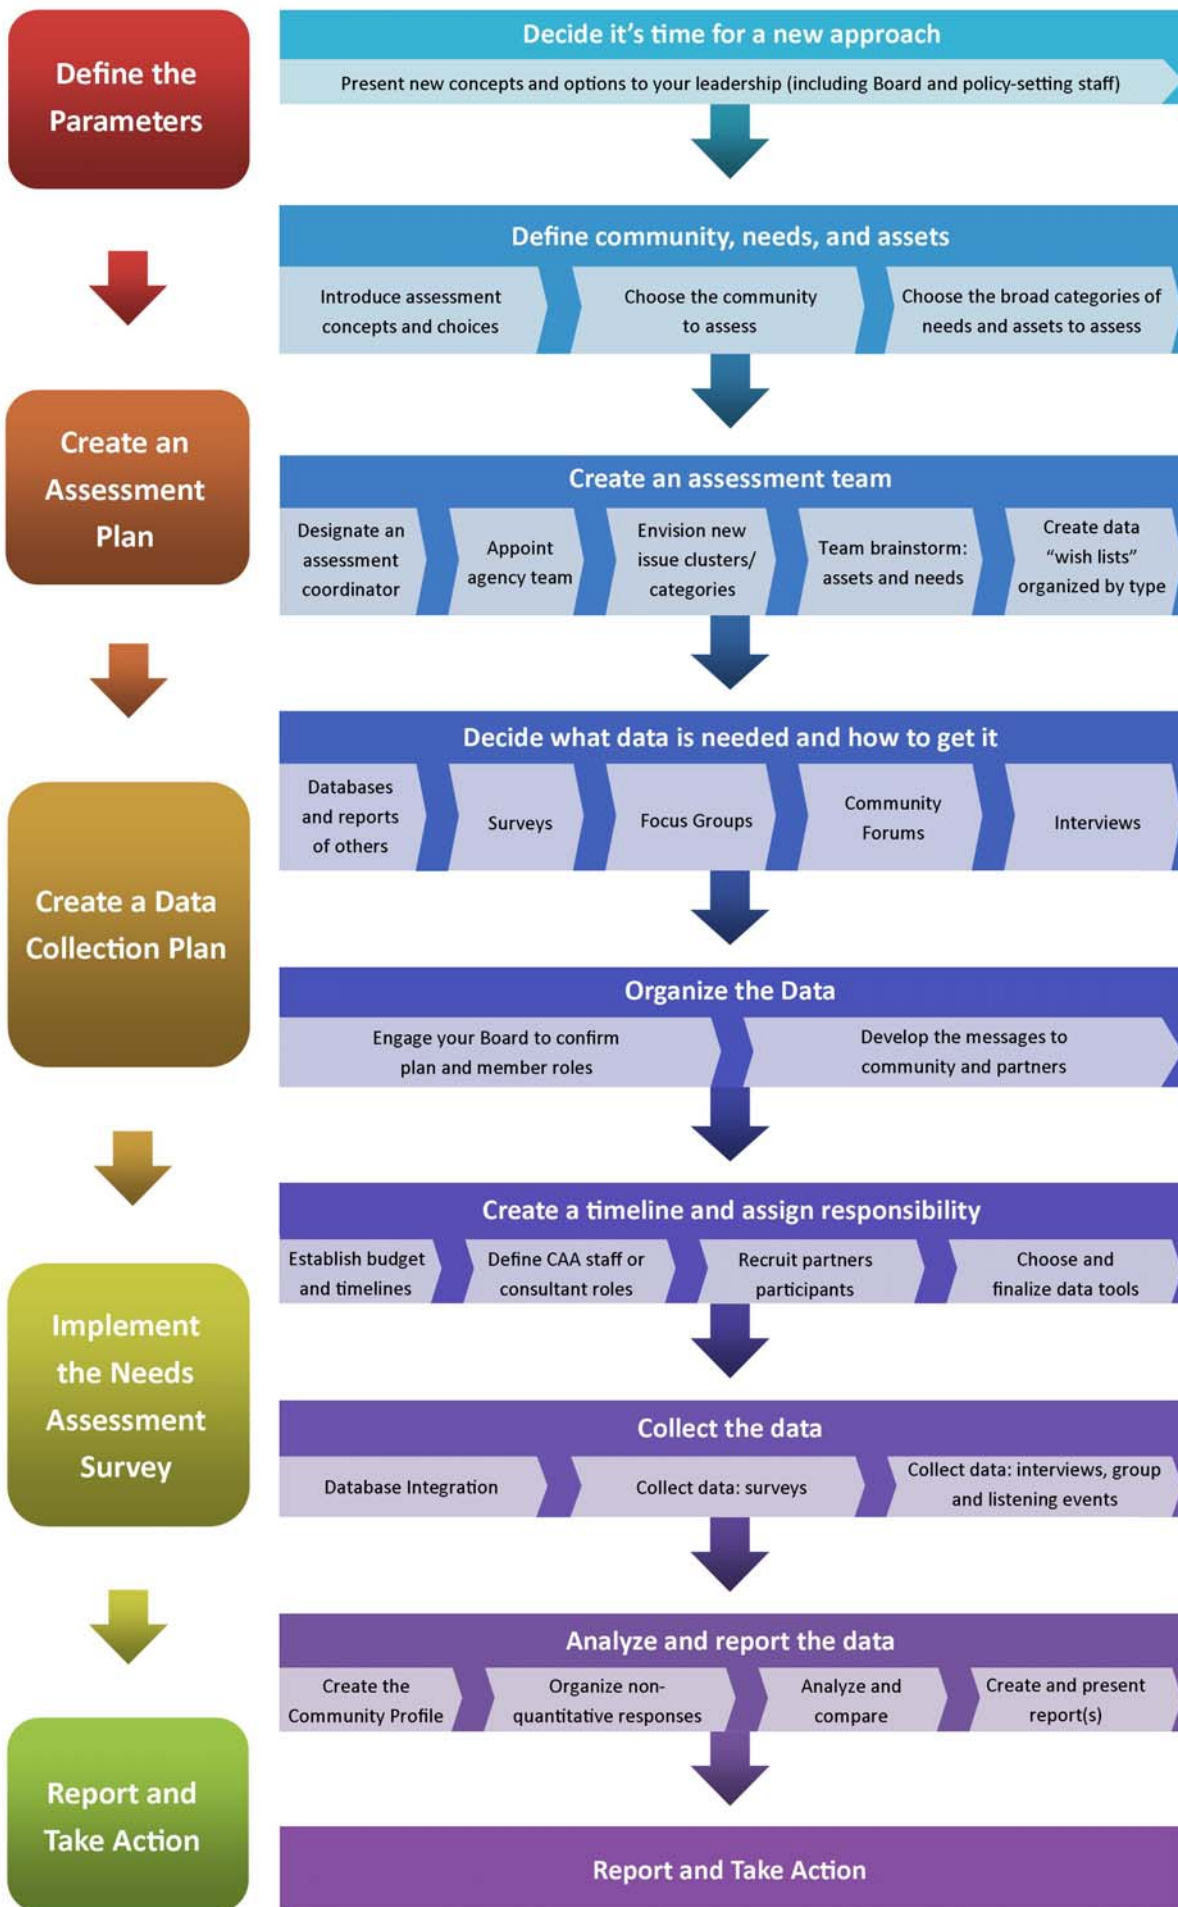 Define the
Parameters
Create an
Assessment
Plan
Create a Data
Collection Plan
Implement
the Needs
Assessment
Survey
Report and
Take Action
Decide it’s time for a new approach
Present new concepts and options to your leadership (including Board and policy-setting staff)
Define community, needs, and assets
Introduce assessment
concepts and choices
Choose the community
to assess
Choose the broad categories of
needs and assets to assess
Create an assessment team
Designate an
assessment
coordinator
Appoint
agency team
Envision new
issue clusters/
categories
Team brainstorm:
assets and needs
Create data
“wish lists”
organized by type
Decide what data is needed and how to get it
Databases
and reports
of others
Surveys
Focus Groups
Community
Forums
Interviews
Organize the Data
Engage your Board to confirm
plan and member roles
Develop the messages to
community and partners
Create a timeline and assign responsibility
Establish budget
and timelines
Define CAA staff or
consultant roles
Recruit partners
participants
Choose and
finalize data tools
Collect the data
Database Integration
Collect data: surveys
Collect data: interviews, group
and listening events
Analyze and report the data
Create the
Community Profile
Organize non-
quantitative responses
Analyze and
compare
Create and present
report(s)
Report and Take Action